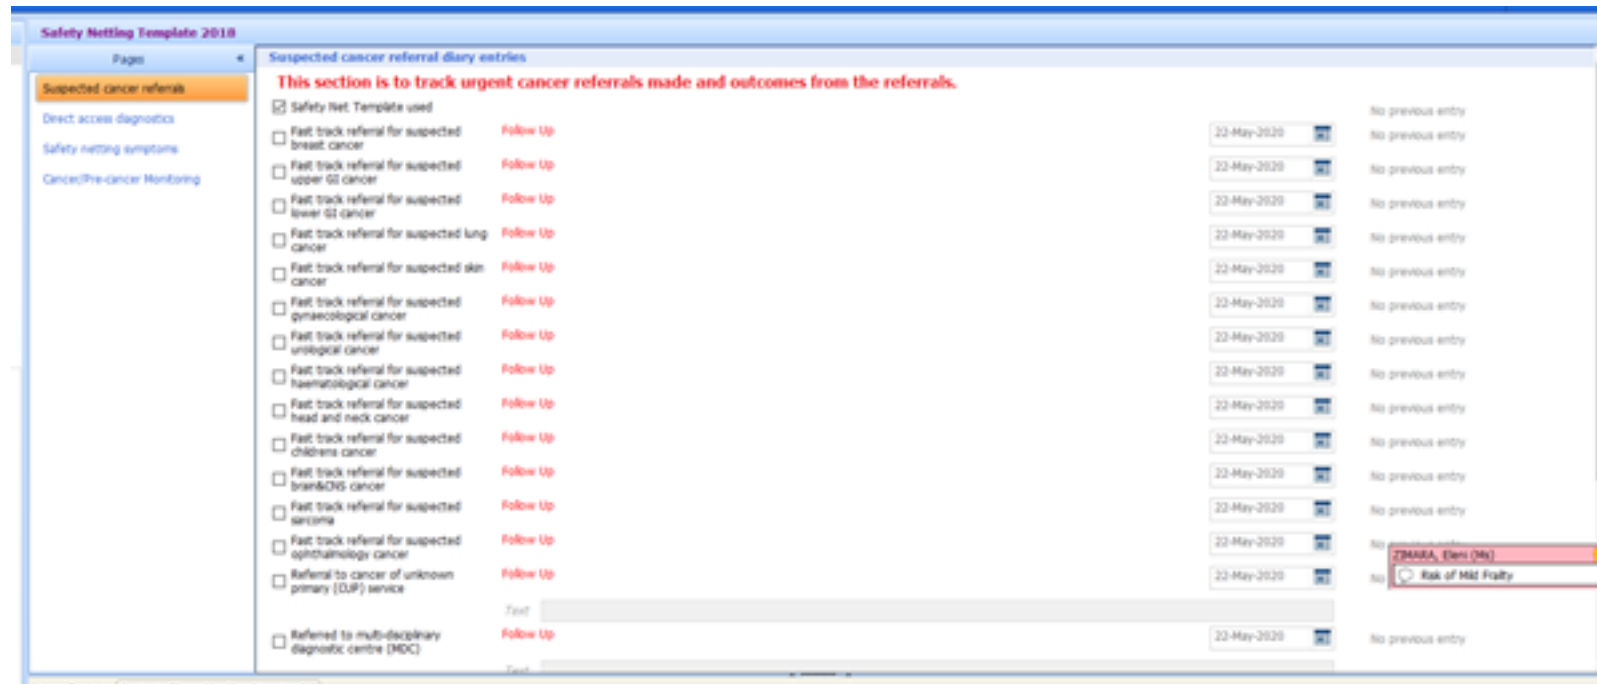 Safety Netting Template 2018
Pages «
Suspected cancer referral diary entries
Suspected cancer referrals
Direct access diagnostics
Safety netting symptoms
Cancer/Pre-cancer Monitoring
This section is to track urgent cancer referrals made and outcomes from the referrals.
Safety Net Template used
No previous entry
Fast track referral for suspected
breast cancer
Follow Up
22-May-2020
No previous entry
Fast track referral for suspected
upper GI cancer
Follow Up
22-May-2020
No previous entry
Fast track referral for suspected
lower GI cancer
Follow Up
22-May-2020
No previous entry
Fast track referral for suspected lung
cancer
Follow Up
22-May-2020
No previous entry
Fast track referral for suspected skin
cancer
Follow Up
22-May-2020
No previous entry
Fast track referral for suspected
gynaecological cancer
Follow Up
22-May-2020
No previous entry
Fast track referral for suspected
urological cancer
Follow Up
22-May-2020
No previous entry
Fast track referral for suspected
haematological cancer
Follow Up
22-May-2020
No previous entry
Fast track referral for suspected
head and neck cancer
Follow Up
22-May-2020
No previous entry
Fast track referral for suspected
childrens cancer
Follow Up
22-May-2020
No previous entry
Fast track referral for suspected
brain&CNS cancer
Follow Up
22-May-2020
No previous entry
Fast track referral for suspected
sarcoma
Follow Up
22-May-2020
No previous entry
Fast track referral for suspected
ophthalmology cancer
Follow Up
22-May-2020
No
ZIMARA, Eleni (Ms)
Referral to cancer of unknown
primary (CUP) service
Follow Up
22-May-2020
No
Risk of Mild Frailty
Text
Referred to multi-disciplinary
diagnostic centre (MDC)
Follow Up
22-May-2020
No previous entry
Text